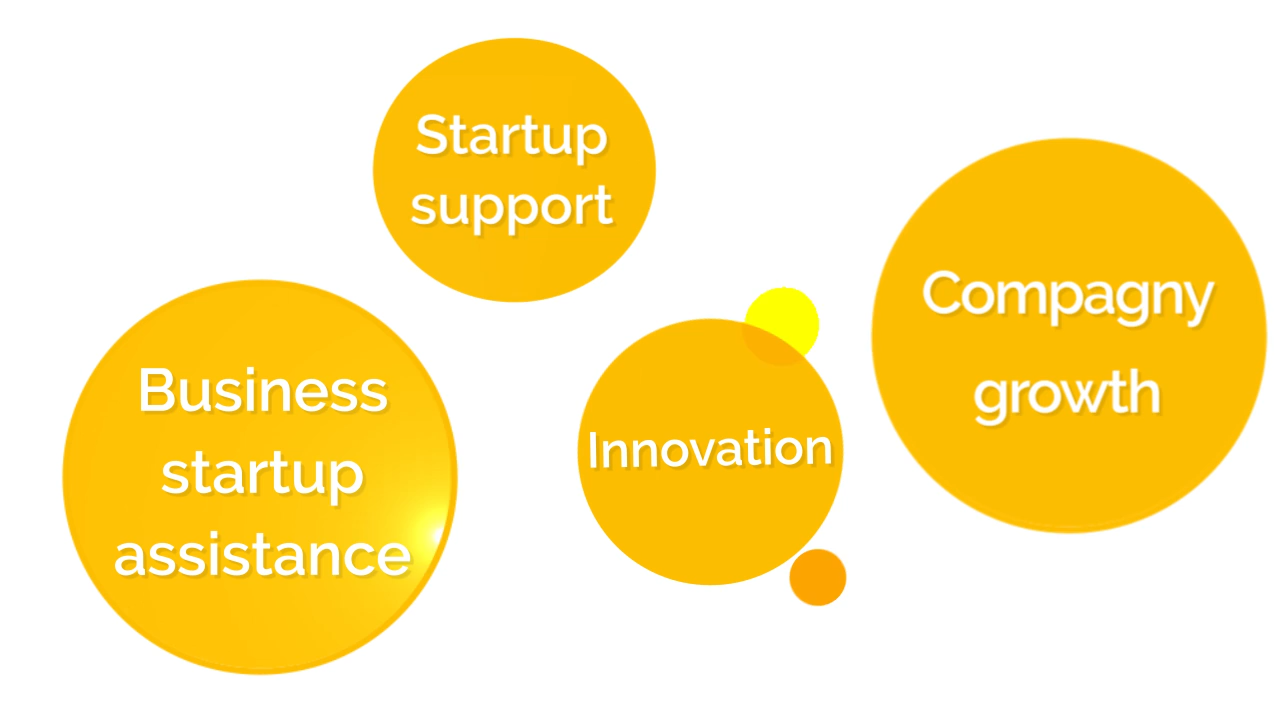 Startup
support
Business
startup
assistance
Innovation
Compagny
growth